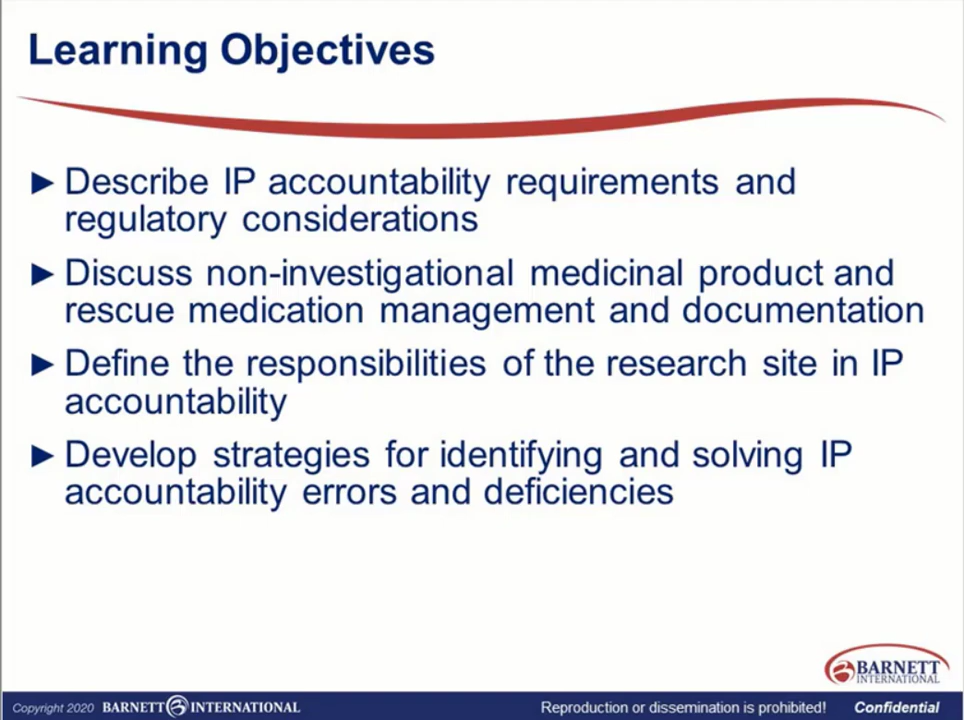 Learning Objectives
► Describe IP accountability requirements and
regulatory considerations
► Discuss non-investigational medicinal product and
rescue medication management and documentation
► Define the responsibilities of the research site in IP
accountability
► Develop strategies for identifying and solving IP
accountability errors and deficiencies
BARNETT
INTERNATIONAL
Copyright 2020 BARNETT INTERNATIONAL Reproduction or dissemination is prohibited! Confidential